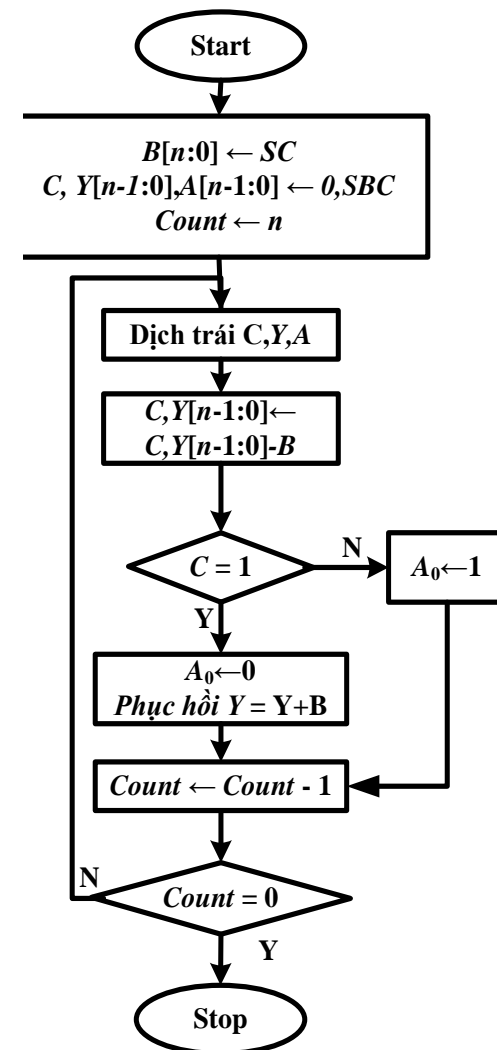 Start
B[n:0] ← SC
C, Y[n-1:0],A[n-1:0] ← 0,SBC
Count ← n
Dịch trái C,Y,A
C,Y[n-1:0]←
C,Y[n-1:0]-B
C = 1
N
A₀←1
Y
A₀←0
Phục hồi Y = Y+B
Count ← Count - 1
N
Count = 0
Y
Stop